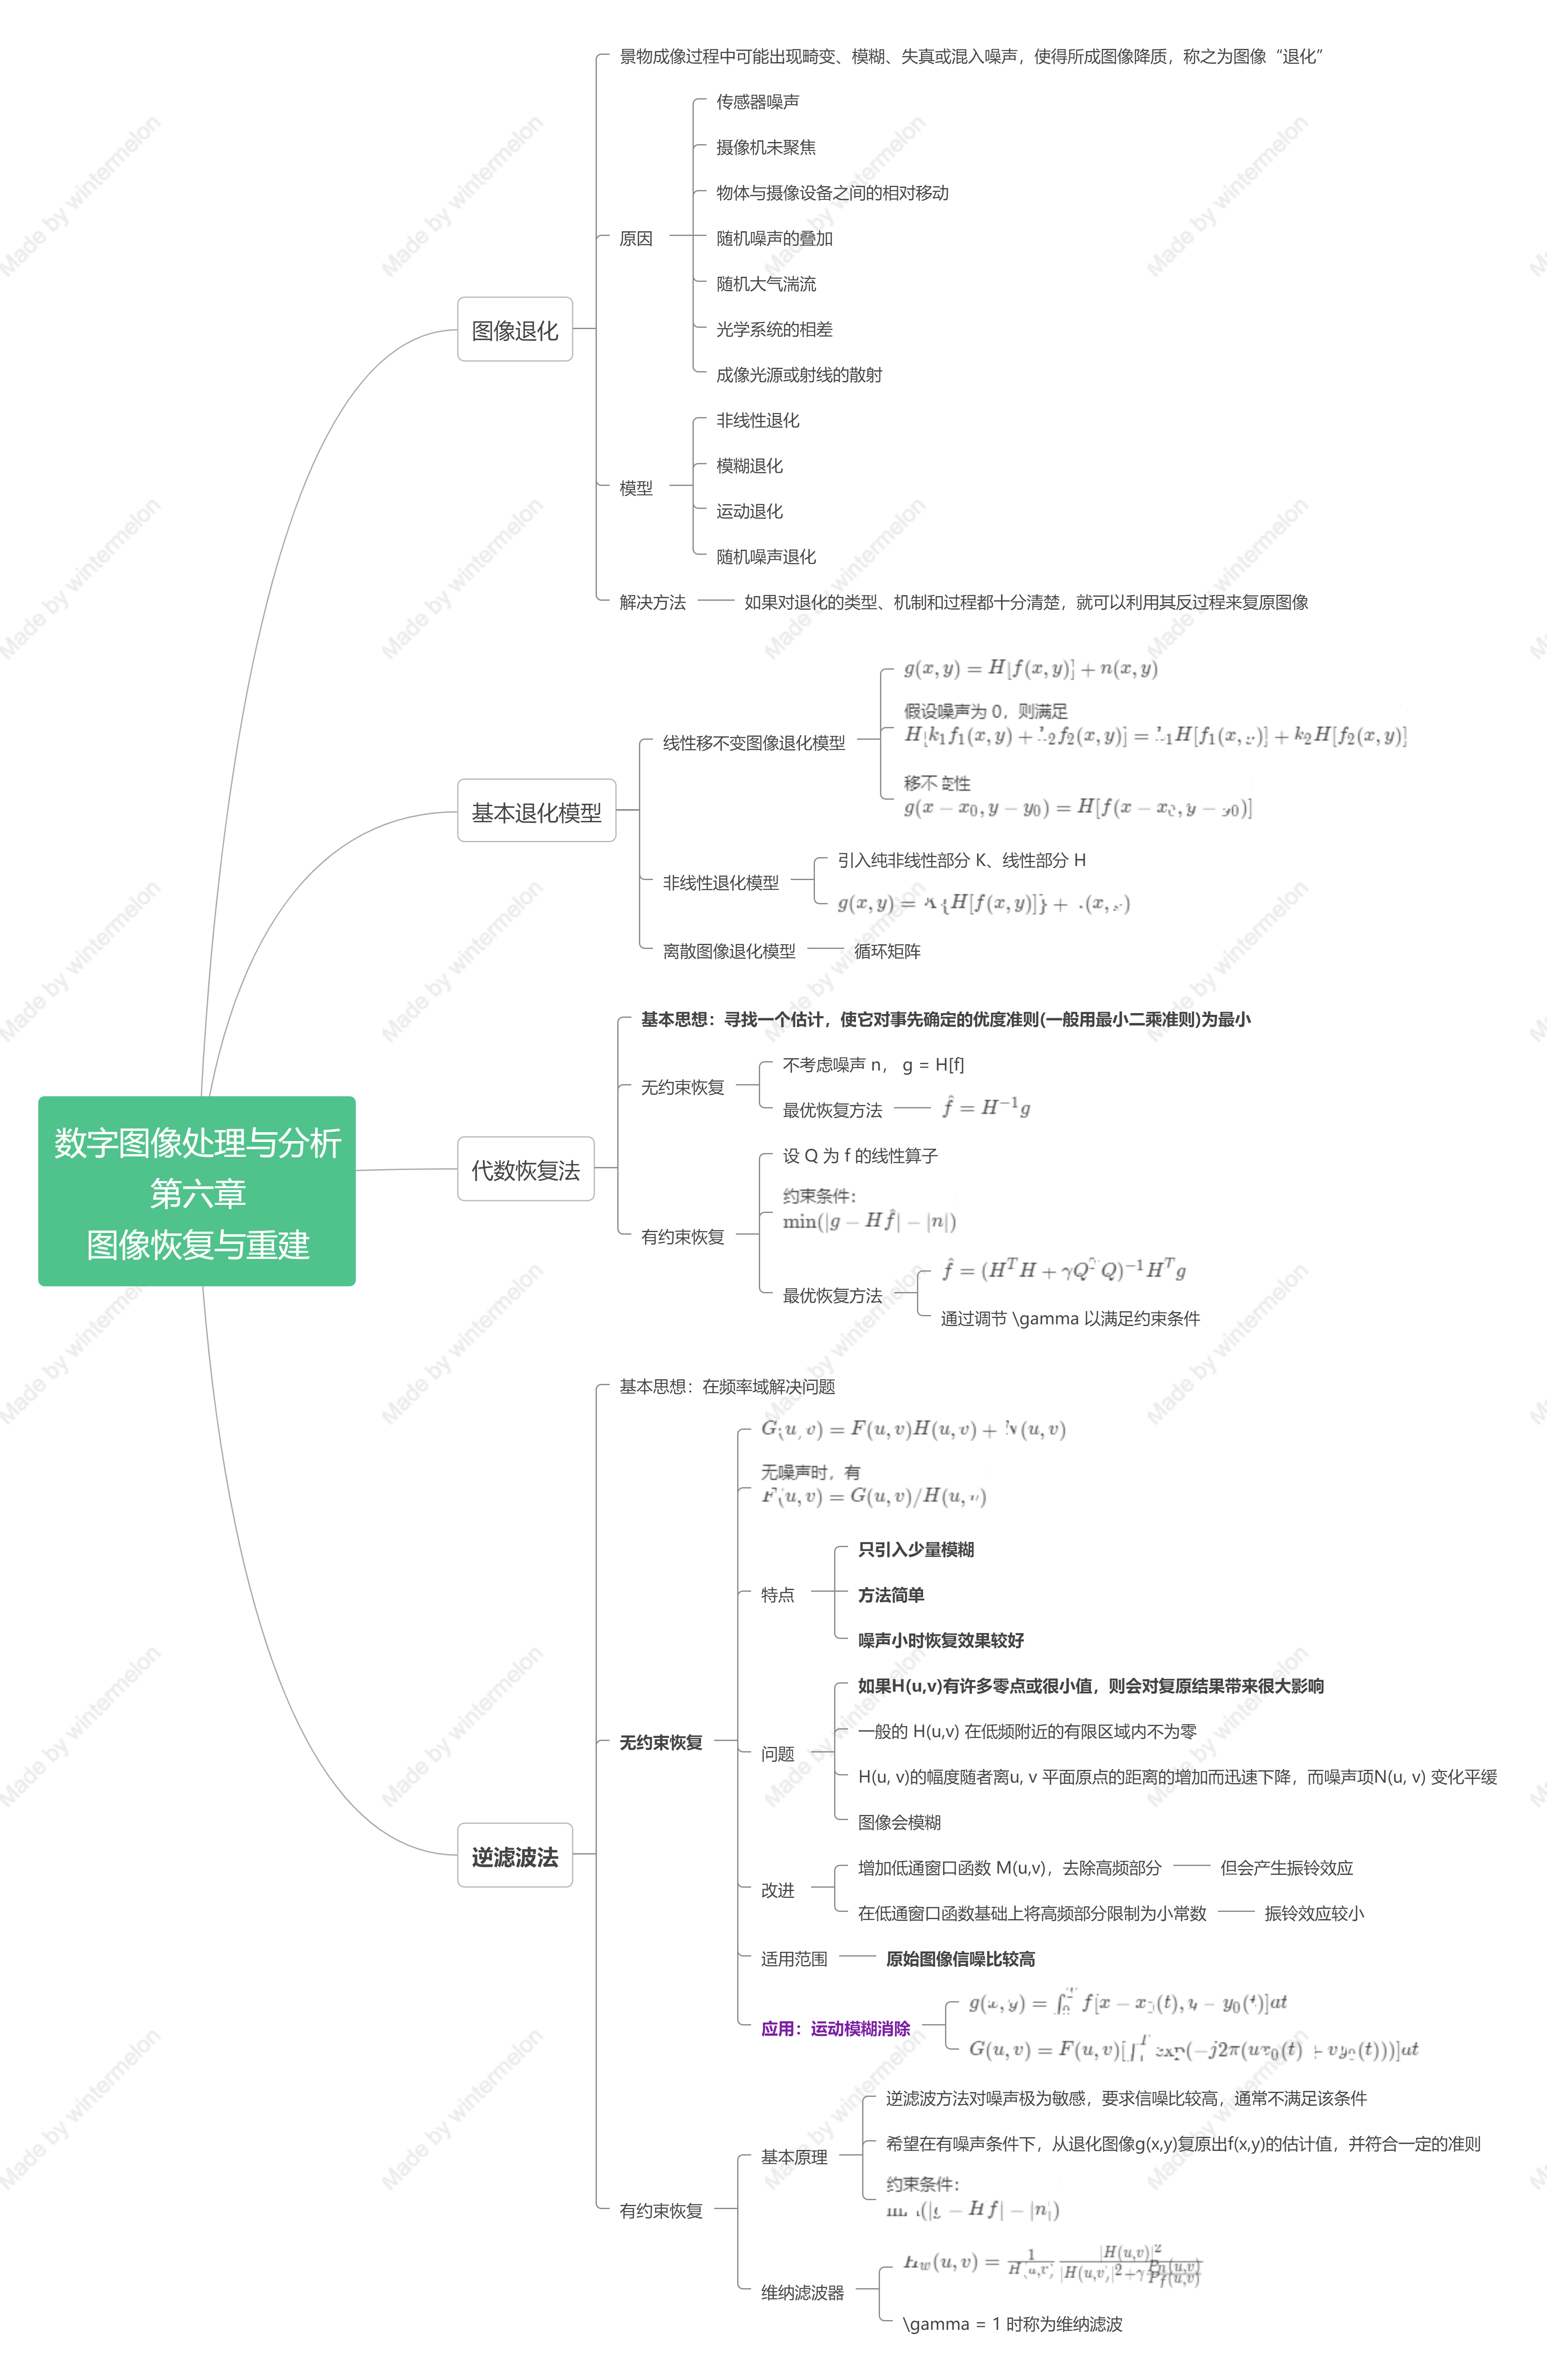 景物成像过程中可能出现畸变、模糊、失真或混入噪声，使得所成图像降质，称之为图像“退化”
传感器噪声
摄像机未聚焦
物体与摄像设备之间的相对移动
原因
随机噪声的叠加
随机大气湍流
图像退化
光学系统的相差
成像光源或射线的散射
非线性退化
模糊退化
模型
运动退化
随机噪声退化
解决方法
如果对退化的类型、机制和过程都十分清楚，就可以利用其反过程来复原图像
g(x, y) = H[f(x, y)] + n(x, y)
假设噪声为 0，则满足
H[k₁f₁(x, y) + k₂f₂(x, y)] = k₁H[f₁(x, y)] + k₂H[f₂(x, y)]
线性移不变图像退化模型
移不变性
g(x − x₀, y − y₀) = H[f(x − x₀, y − y₀)]
基本退化模型
引入纯非线性部分 K、线性部分 H
非线性退化模型
g(x, y) = K{H[f(x, y)]} + (x, )
离散图像退化模型
循环矩阵
基本思想：寻找一个估计，使它对事先确定的优度准则(一般用最小二乘准则)为最小
不考虑噪声 n， g = H[f]
无约束恢复
最优恢复方法
f̂ = H⁻¹g
数字图像处理与分析
第六章
图像恢复与重建
代数恢复法
设 Q 为 f 的线性算子
约束条件：
min(|g − Hf̂| − |n|)
有约束恢复
最优恢复方法
f̂ = (HᵀH + γQᵀQ)⁻¹Hᵀg
通过调节 \gamma 以满足约束条件
基本思想：在频率域解决问题
G(u, v) = F(u, v)H(u, v) + N(u, v)
无噪声时，有
F(u, v) = G(u, v)/H(u, v)
只引入少量模糊
特点
方法简单
噪声小时恢复效果较好
如果H(u,v)有许多零点或很小值，则会对复原结果带来很大影响
无约束恢复
一般的 H(u,v) 在低频附近的有限区域内不为零
问题
H(u, v)的幅度随者离u, v 平面原点的距离的增加而迅速下降，而噪声项N(u, v) 变化平缓
图像会模糊
逆滤波法
增加低通窗口函数 M(u,v)，去除高频部分
但会产生振铃效应
改进
在低通窗口函数基础上将高频部分限制为小常数
振铃效应较小
适用范围
原始图像信噪比较高
应用：运动模糊消除
g(x, y) = ∫₀ᵀ f[x − x₀(t), y − y₀(t)]dt
G(u, v) = F(u, v)[∫₀ᵀ exp(−j2π(ux₀(t) + vy₀(t)))]dt
逆滤波方法对噪声极为敏感，要求信噪比较高，通常不满足该条件
基本原理
希望在有噪声条件下，从退化图像g(x,y)复原出f(x,y)的估计值，并符合一定的准则
约束条件：
min(|g − Hf| − |n|)
有约束恢复
维纳滤波器
H_w(u, v) = \frac{1}{H(u,v)} \frac{|H(u,v)|²}{|H(u,v)|²+γ\frac{P_n(u,v)}{P_f(u,v)}}
\gamma = 1 时称为维纳滤波
Made by wintermelon